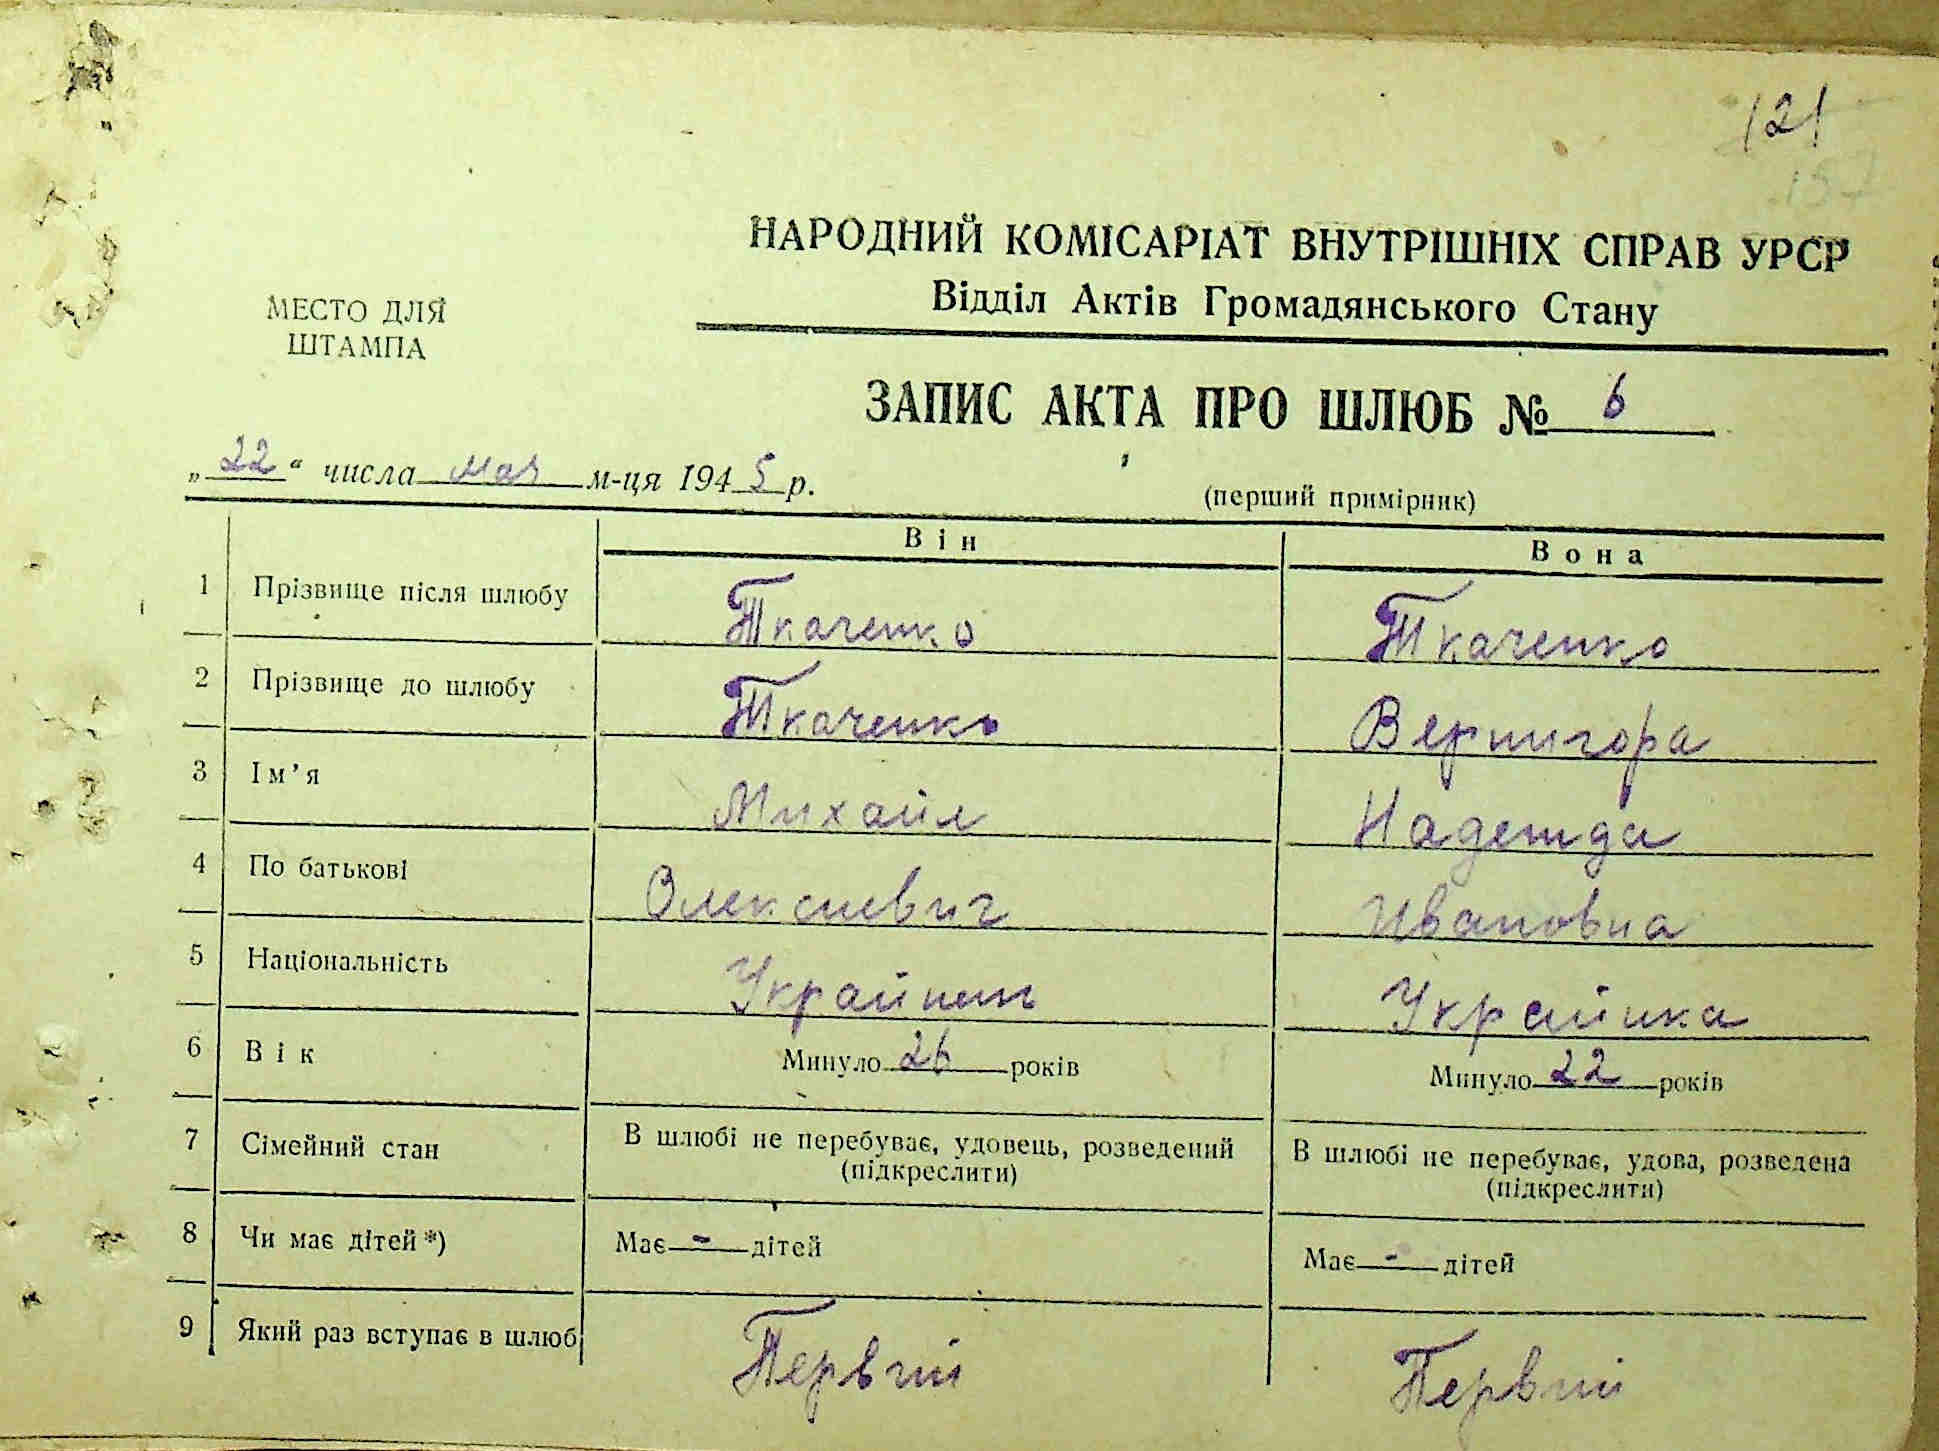 121
157
НАРОДНИЙ КОМІСАРІАТ ВНУТРІШНІХ СПРАВ УРСР
Відділ Актів Громадянського Стану
МЕСТО ДЛЯ
ШТАМПА
ЗАПИС АКТА ПРО ШЛЮБ № 6
„22“ числа мая м-ця 1945 р.
(перший примірник)
Він Вона
1 Прізвище після шлюбу Ткаченко Ткаченко
2 Прізвище до шлюбу Ткаченко Вернигора
3 Ім’я Михаил Надежда
4 По батькові Олексиевич Ивановна
5 Національність Украйнец Украйнка
6 Вік Минуло 26 років Минуло 22 років
7 Сімейний стан В шлюбі не перебуває, удовець, розведений В шлюбі не перебуває, удова, розведена
(підкреслити) (підкреслити)
8 Чи має дітей*) Має - дітей Має - дітей
9 Який раз вступає в шлюб Первий Первий